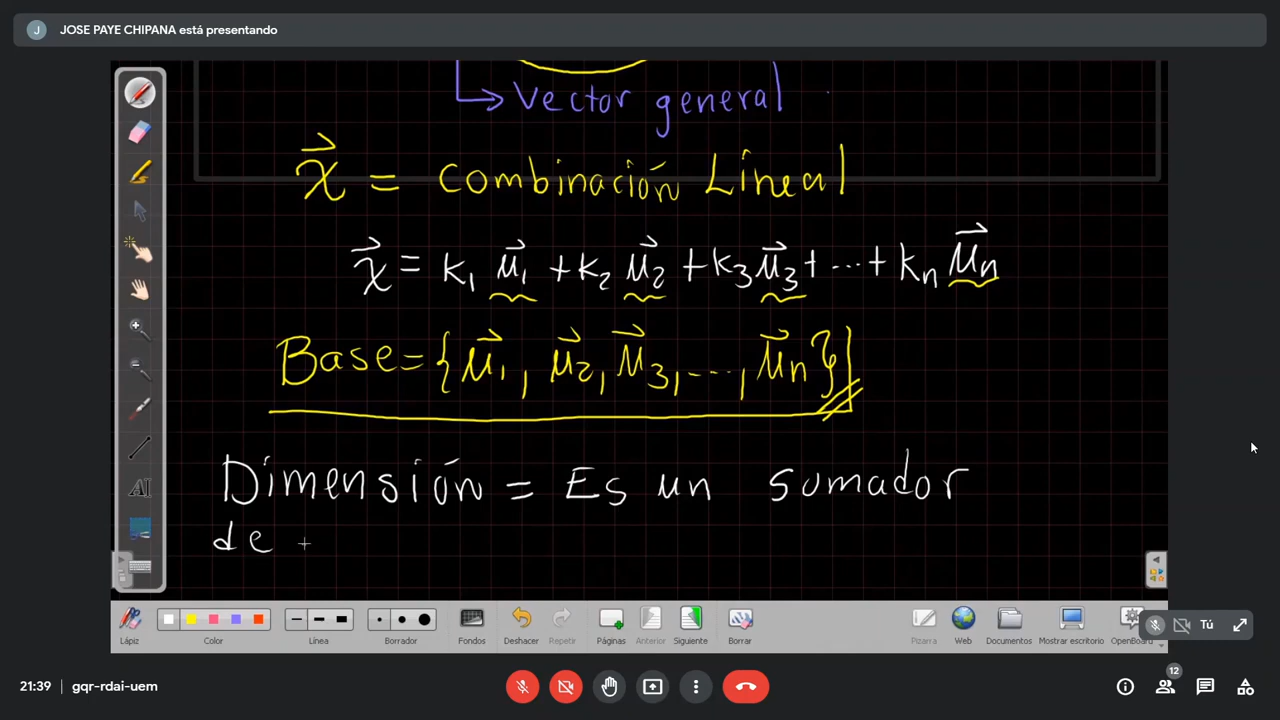 J JOSE PAYE CHIPANA está presentando
Vector general
x⃗ = Combinación Lineal
x⃗ = k₁ μ⃗₁ + k₂ μ⃗₂ + k₃ μ⃗₃ + ... + kₙ μ⃗ₙ
Base = {μ⃗₁, μ⃗₂, μ⃗₃, ..., μ⃗ₙ}
Dimensión = Es un sumador
de
Lápiz Color Línea Borrador Fondos Deshacer Repetir Páginas Anterior Siguiente Borrar Pizarra Web Documentos Mostrar escritorio OpenBoard
Tú
21:39 gqr-rdai-uem
12